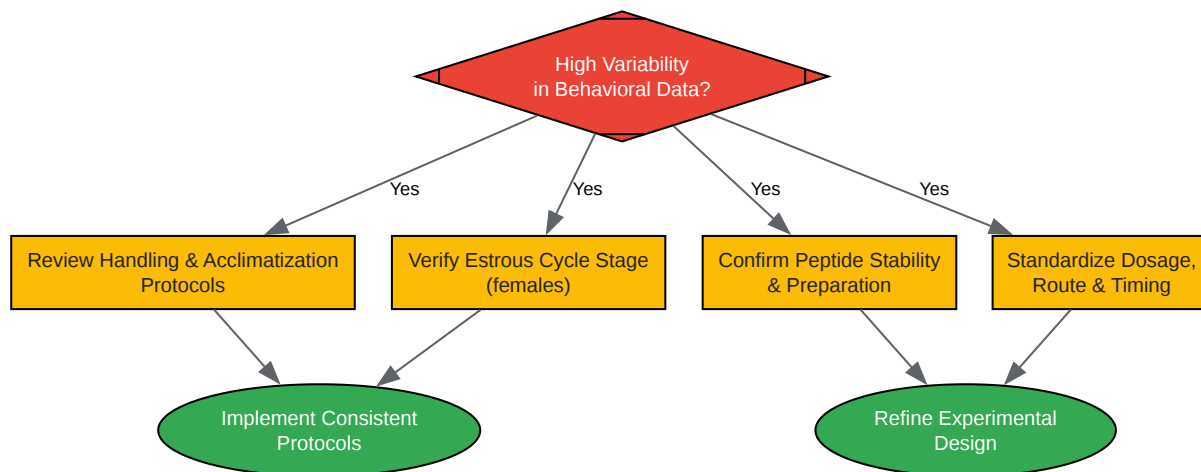 High Variability
in Behavioral Data?
Yes
Yes
Yes
Yes
Review Handling & Acclimatization
Protocols
Verify Estrous Cycle Stage
(females)
Confirm Peptide Stability
& Preparation
Standardize Dosage,
Route & Timing
Implement Consistent
Protocols
Refine Experimental
Design